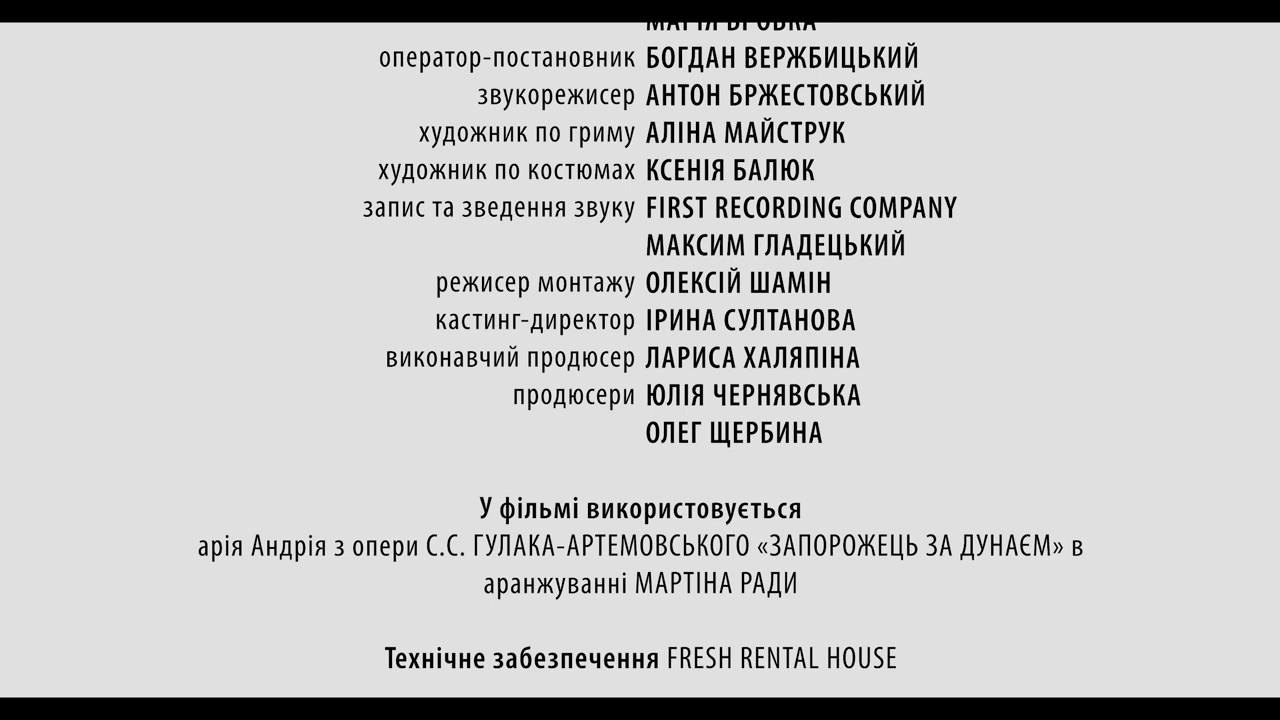 МАРІЯ БРОВКА
оператор-постановник БОГДАН ВЕРЖБИЦЬКИЙ
звукорежисер АНТОН БРЖЕСТОВСЬКИЙ
художник по гриму АЛІНА МАЙСТРУК
художник по костюмах КСЕНІЯ БАЛЮК
запис та зведення звуку FIRST RECORDING COMPANY
МАКСИМ ГЛАДЕЦЬКИЙ
режисер монтажу ОЛЕКСІЙ ШАМІН
кастинг-директор ІРИНА СУЛТАНОВА
виконавчий продюсер ЛАРИСА ХАЛЯПІНА
продюсери ЮЛІЯ ЧЕРНЯВСЬКА
ОЛЕГ ЩЕРБИНА
У фільмі використовується
арія Андрія з опери С.С. ГУЛАКА-АРТЕМОВСЬКОГО «ЗАПОРОЖЕЦЬ ЗА ДУНАЄМ» в
аранжуванні МАРТІНА РАДИ
Технічне забезпечення FRESH RENTAL HOUSE